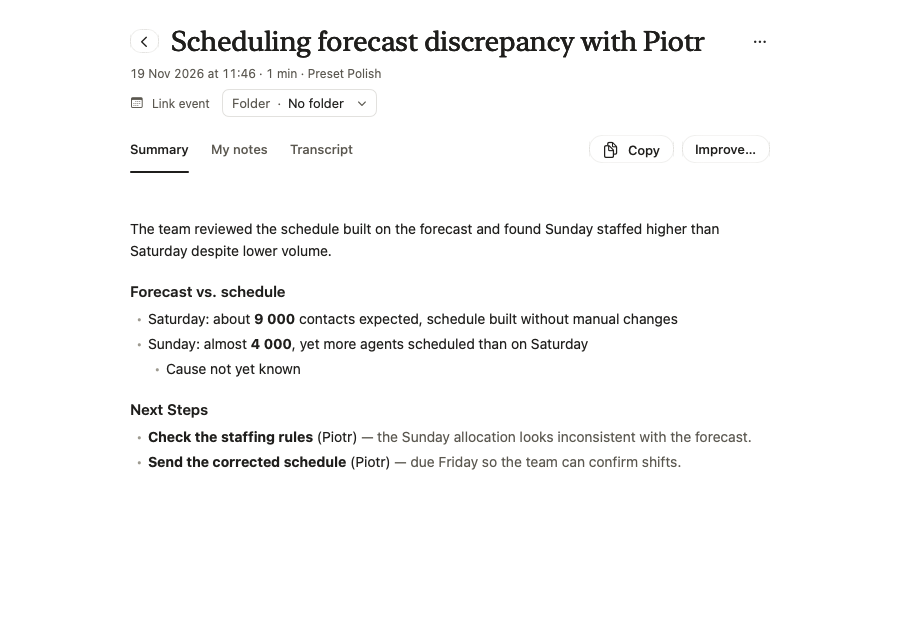 Scheduling forecast discrepancy with Piotr
19 Nov 2026 at 11:46 · 1 min · Preset Polish
Link event
Folder · No folder
Summary
My notes
Transcript
Copy
Improve...
The team reviewed the schedule built on the forecast and found Sunday staffed higher than
Saturday despite lower volume.
Forecast vs. schedule
• Saturday: about 9 000 contacts expected, schedule built without manual changes
• Sunday: almost 4 000, yet more agents scheduled than on Saturday
• Cause not yet known
Next Steps
• Check the staffing rules (Piotr) — the Sunday allocation looks inconsistent with the forecast.
• Send the corrected schedule (Piotr) — due Friday so the team can confirm shifts.